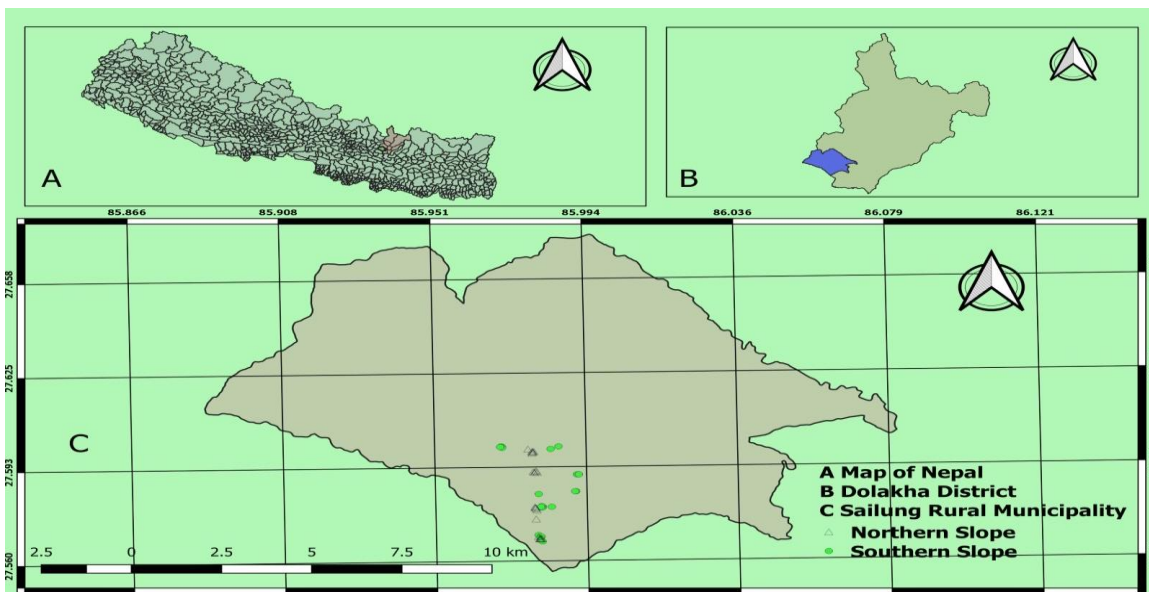 A
B
85.866 85.908 85.951 85.994 86.036 86.079 86.121
27.658
27.625
27.593
27.560
C
A Map of Nepal
B Dolakha District
C Sailung Rural Municipality
Northern Slope
Southern Slope
2.5 0 2.5 5 7.5 10 km